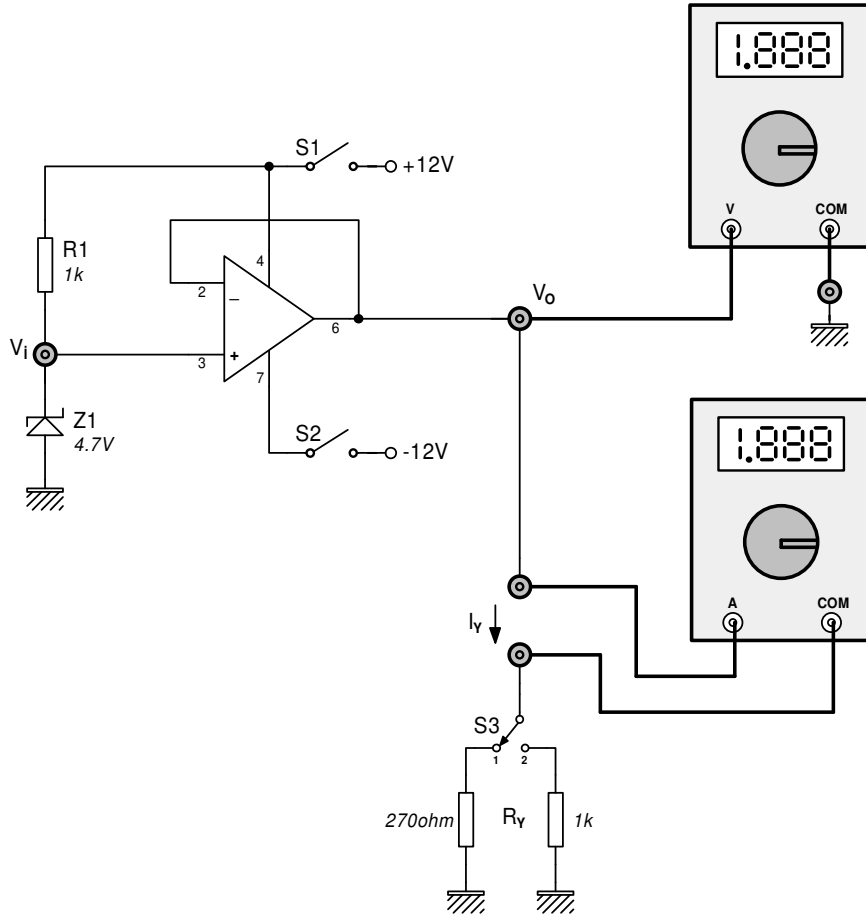 1.888
S1
+12V
V
COM
R1
1k
4
2
–
Vo
6
Vi
3
+
7
Z1
4.7V
S2
-12V
1.888
A
COM
IY
S3
1
2
270ohm
RY
1k